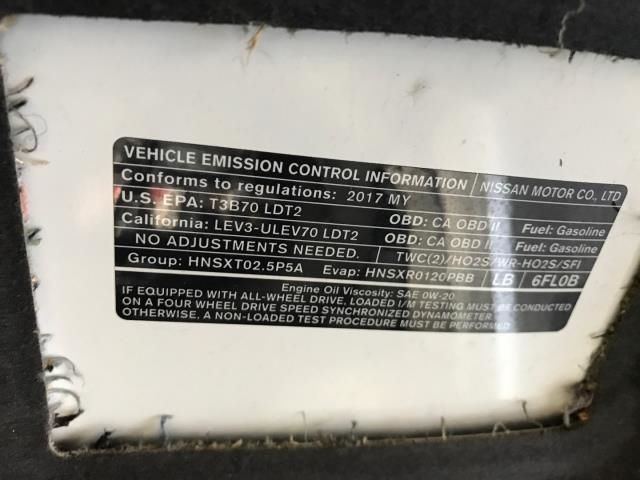 VEHICLE EMISSION CONTROL INFORMATION NISSAN MOTOR CO., LTD
Conforms to regulations: 2017 MY
U.S. EPA: T3B70 LDT2 OBD: CA OBD II Fuel: Gasoline
California: LEV3-ULEV70 LDT2 OBD: CA OBD II Fuel: Gasoline
NO ADJUSTMENTS NEEDED. TWC(2)/HO2S/WR-HO2S/SFI
Group: HNSXT02.5P5A Evap: HNSXR0120PBB LB 6FL0B
Engine Oil Viscosity: SAE 0W-20
IF EQUIPPED WITH ALL-WHEEL DRIVE, LOADED I/M TESTING MUST BE CONDUCTED
ON A FOUR WHEEL DRIVE SPEED SYNCHRONIZED DYNAMOMETER
OTHERWISE, A NON-LOADED TEST PROCEDURE MUST BE PERFORMED